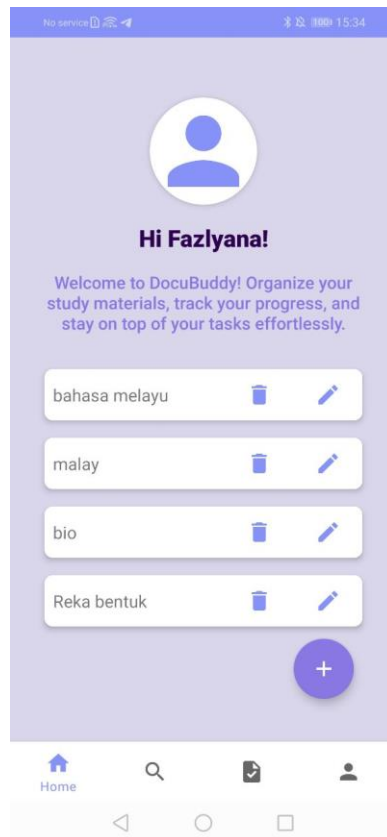 No service 100 15:34
Hi Fazlyana!
Welcome to DocuBuddy! Organize your
study materials, track your progress, and
stay on top of your tasks effortlessly.
bahasa melayu
malay
bio
Reka bentuk
+
Home